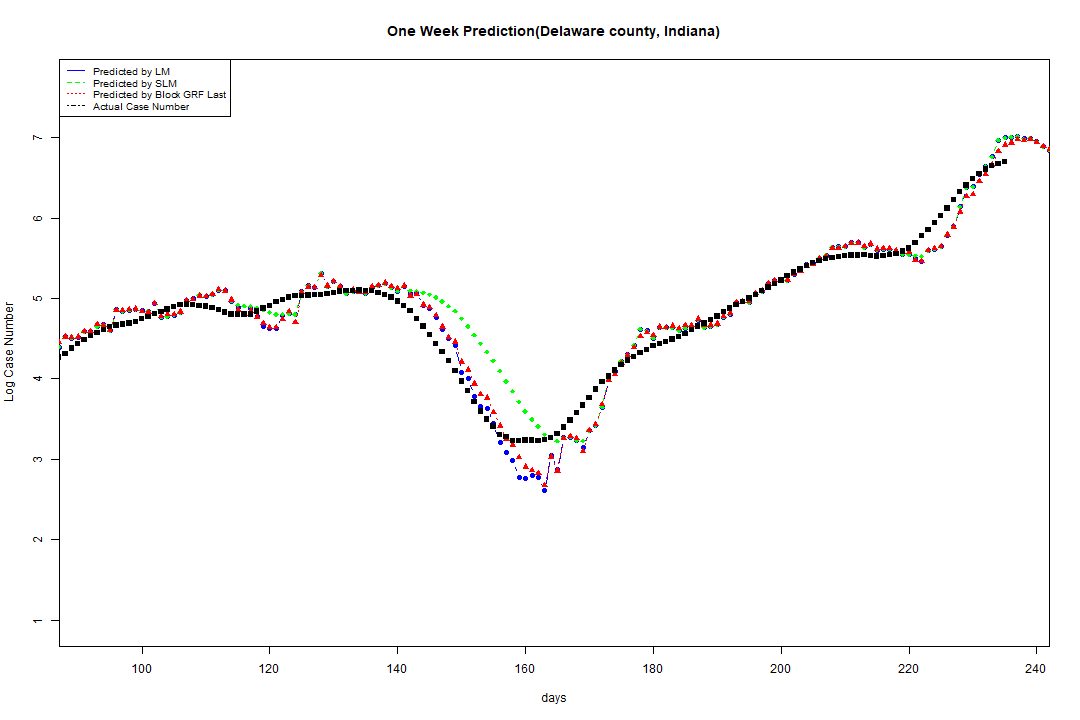 One Week Prediction(Delaware county, Indiana)
Predicted by LM
Predicted by SLM
Predicted by Block GRF Last
Actual Case Number
Log Case Number
7
6
5
4
3
2
1
100 120 140 160 180 200 220 240
days